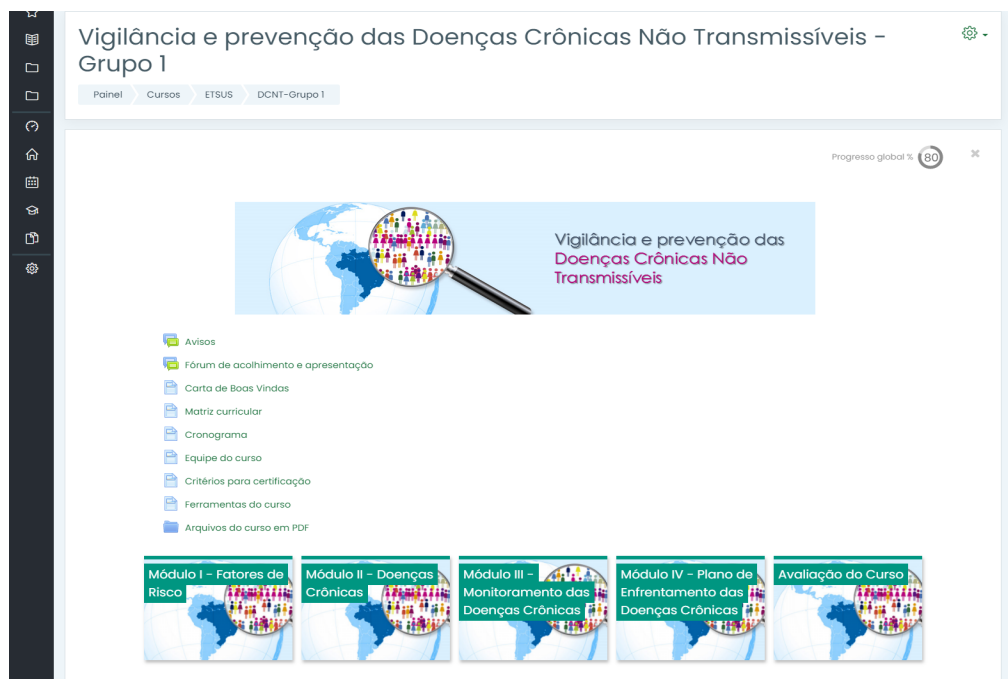 Vigilância e prevenção das Doenças Crônicas Não Transmissíveis -
Grupo 1
Painel
Cursos
ETSUS
DCNT-Grupo 1
Progresso global % 80
Vigilância e prevenção das
Doenças Crônicas Não
Transmissíveis
Avisos
Fórum de acolhimento e apresentação
Carta de Boas Vindas
Matriz curricular
Cronograma
Equipe do curso
Critérios para certificação
Ferramentas do curso
Arquivos do curso em PDF
Módulo I - Fatores de
Risco
Módulo II - Doenças
Crônicas
Módulo III -
Monitoramento das
Doenças Crônicas
Módulo IV - Plano de
Enfrentamento das
Doenças Crônicas
Avaliação do Curso